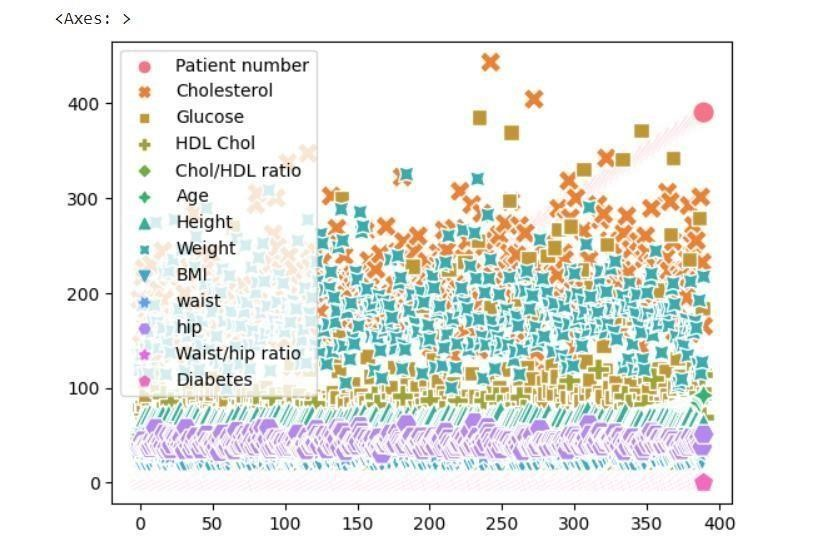 <Axes: >
Patient number
Cholesterol
Glucose
HDL Chol
Chol/HDL ratio
Age
Height
Weight
BMI
waist
hip
Waist/hip ratio
Diabetes
400
300
200
100
0
0 50 100 150 200 250 300 350 400